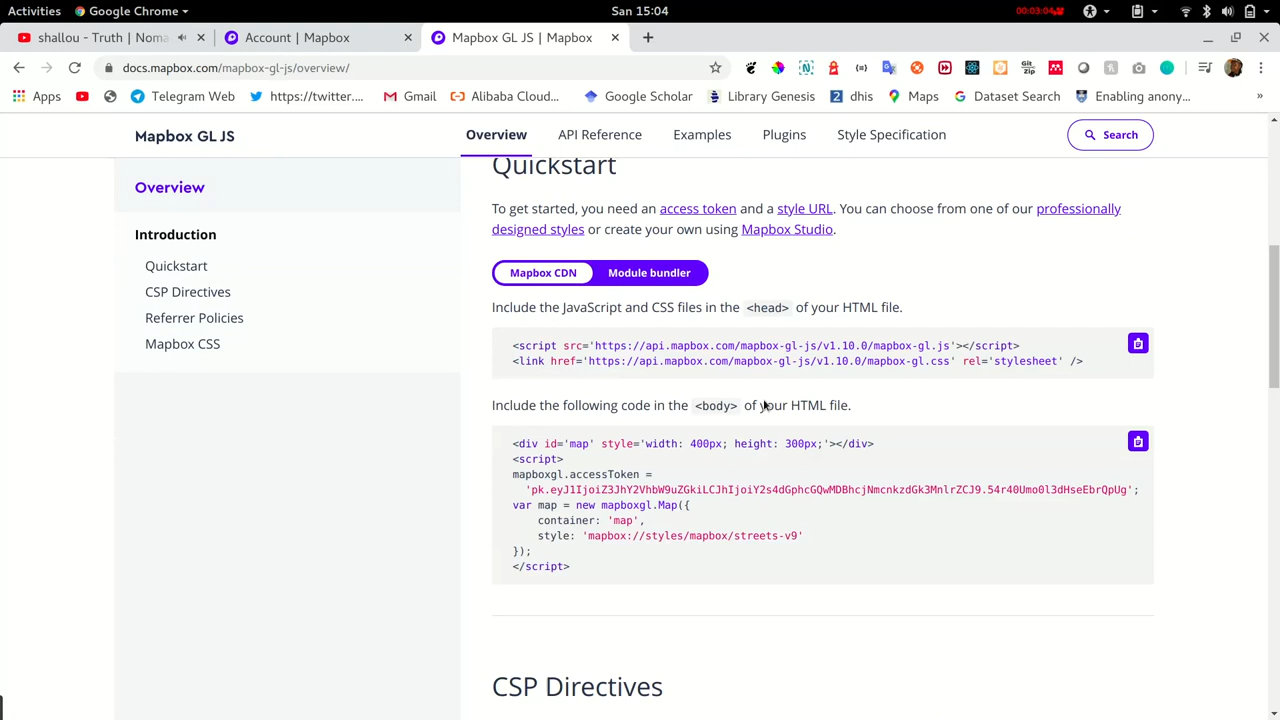 Activities Google Chrome San 15:04 00:03:04
shallou - Truth | Noma
Account | Mapbox
Mapbox GL JS | Mapbox
docs.mapbox.com/mapbox-gl-js/overview/
Apps Telegram Web https://twitter.... Gmail Alibaba Cloud... Google Scholar Library Genesis dhis Maps Dataset Search Enabling anony... »
Mapbox GL JS
Overview API Reference Examples Plugins Style Specification Search
Overview
Introduction
Quickstart
CSP Directives
Referrer Policies
Mapbox CSS
Quickstart
To get started, you need an access token and a style URL. You can choose from one of our professionally
designed styles or create your own using Mapbox Studio.
Mapbox CDN Module bundler
Include the JavaScript and CSS files in the <head> of your HTML file.
<script src='https://api.mapbox.com/mapbox-gl-js/v1.10.0/mapbox-gl.js'></script>
<link href='https://api.mapbox.com/mapbox-gl-js/v1.10.0/mapbox-gl.css' rel='stylesheet' />
Include the following code in the <body> of your HTML file.
<div id='map' style='width: 400px; height: 300px;'></div>
<script>
mapboxgl.accessToken =
'pk.eyJ1IjoiZ3JhY2VhbW9uZGkiLCJhIjoiY2s4dGphcGQwMDBhcjNmcnkzdGk3MnlrZCJ9.54r40Umo0l3dHseEbrQpUg';
var map = new mapboxgl.Map({
container: 'map',
style: 'mapbox://styles/mapbox/streets-v9'
});
</script>
CSP Directives